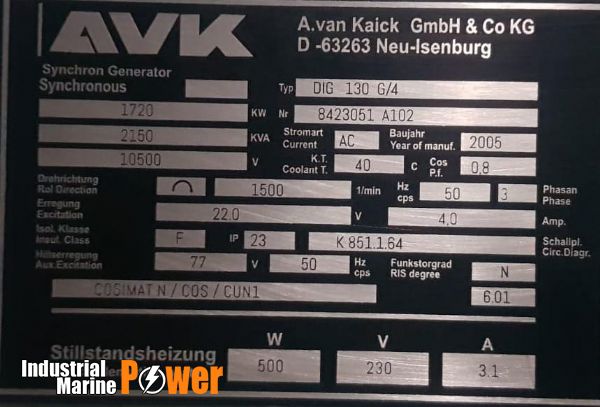 AVK
A.van Kaick GmbH & Co KG
D -63263 Neu-Isenburg
Synchron Generator
Synchronous
Typ DIG 130 G/4
1720 KW Nr 8423051 A102
2150 KVA Stromart Current AC Baujahr Year of manuf. 2005
10500 V K.T. Coolant T. 40 C Cos P.f. 0,8
Drehrichtung Rol Direction 1500 1/min Hz cps 50 3 Phasan Phase
Erregung Excitation 22.0 V 4,0 Amp.
Isol. Klasse Insul. Class F IP 23 K 851.1.64 Schallpl. Circ.Diagr.
Hilfserregung Aux.Excitation 77 V 50 Hz cps Funkstorgrad RIS degree N
COSIMAT N / COS / CUN1 6.01
W V A
Stillstandsheizung 500 230 3.1
Industrial Marine Power